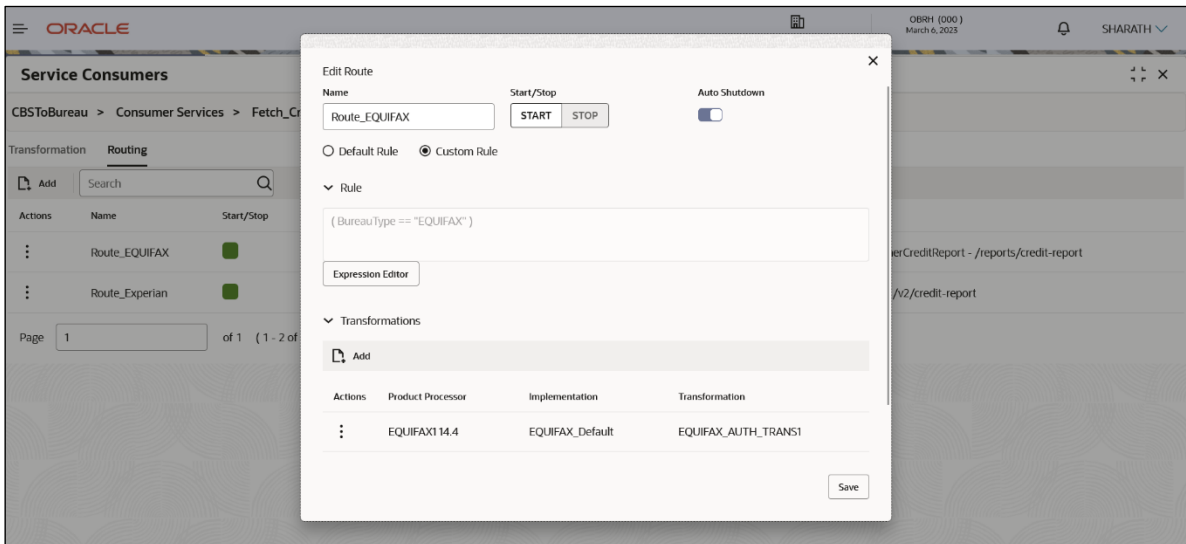 ORACLE
OBRH (000)
March 6, 2023
SHARATH
Service Consumers
CBSToBureau > Consumer Services > Fetch_Cr
Transformation Routing
Add Search
Actions Name Start/Stop
Route_EQUIFAX
erCreditReport - /reports/credit-report
Route_Experian
/v2/credit-report
Page 1 of 1 (1 - 2 of
Edit Route
Name Start/Stop Auto Shutdown
Route_EQUIFAX START STOP
Default Rule Custom Rule
Rule
( BureauType == "EQUIFAX" )
Expression Editor
Transformations
Add
Actions Product Processor Implementation Transformation
EQUIFAX1 14.4 EQUIFAX_Default EQUIFAX_AUTH_TRANS1
Save